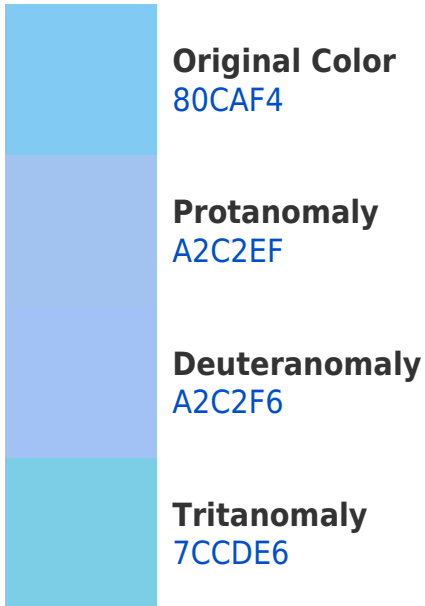 Original Color
80CAF4
Protanomaly
A2C2EF
Deuteranomaly
A2C2F6
Tritanomaly
7CCDE6